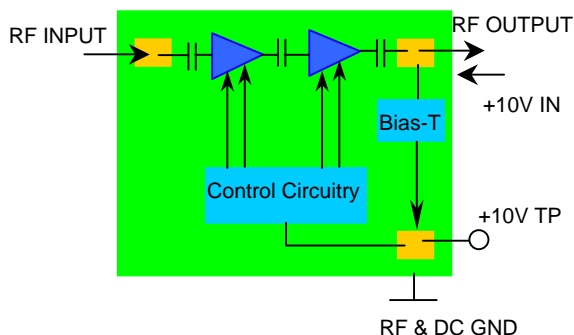 RF INPUT
RF OUTPUT
+10V IN
Bias-T
Control Circuitry
+10V TP
RF & DC GND